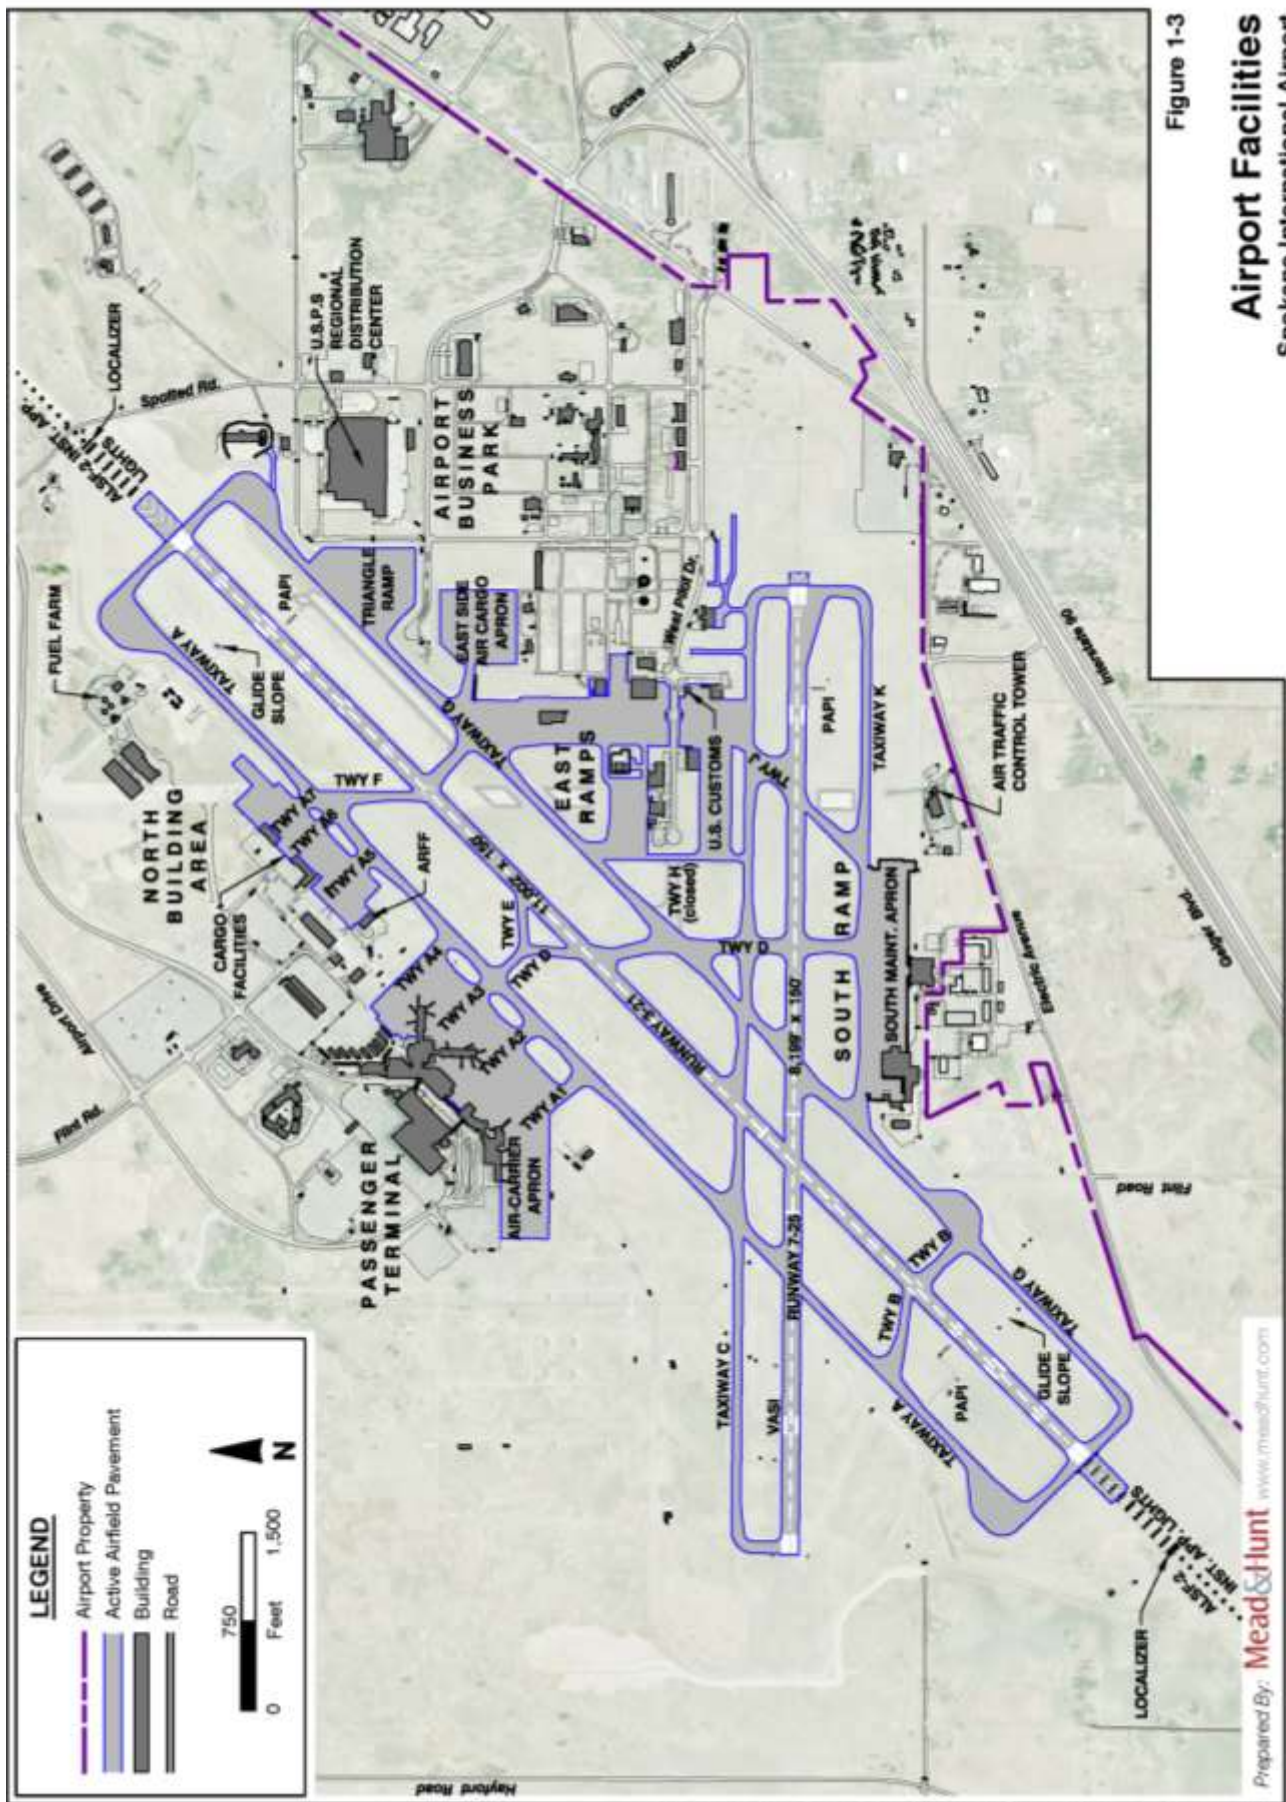 LEGEND
Airport Property
Active Airfield Pavement
Building
Road
0
750
1,500
Feet
N
Hayford Road
Flint Rd.
Airport Drive
PASSENGER
TERMINAL
AIR-CARRIER
APRON
NORTH
BUILDING
AREA
CARGO
FACILITIES
ARFF
FUEL FARM
TWY A1
TWY A2
TWY A3
TWY A4
TWY A5
TWY A6
TWY A7
TWY F
TWY E
TWY D
TAXIWAY A
GLIDE
SLOPE
PAPI
ALSF-2 INST. APP.
LIGHTS
LOCALIZER
Spotted Rd.
U.S.P.S
REGIONAL
DISTRIBUTION
CENTER
TRIANGLE
RAMP
AIRPORT
BUSINESS
PARK
EAST SIDE
AIR CARGO
APRON
TAXIWAY G
EAST
RAMPS
West Pilot Dr.
U.S. CUSTOMS
TWY H
(closed)
TWY J
TWY D
11,002' X 150'
RUNWAY 3-21
8,199' X 150'
RUNWAY 7-25
PAPI
TAXIWAY K
SOUTH RAMP
SOUTH MAINT. APRON
AIR TRAFFIC
CONTROL TOWER
TAXIWAY C
VASI
TWY B
TWY B
TAXIWAY A
PAPI
GLIDE
SLOPE
TAXIWAY G
ALSF-2
INST. APP. LIGHTS
LOCALIZER
Flint Road
Electric Avenue
Geiger Blvd.
Interstate 90
Grove Road
Figure 1-3
Airport Facilities
Prepared By: Mead&Hunt www.meadhunt.com